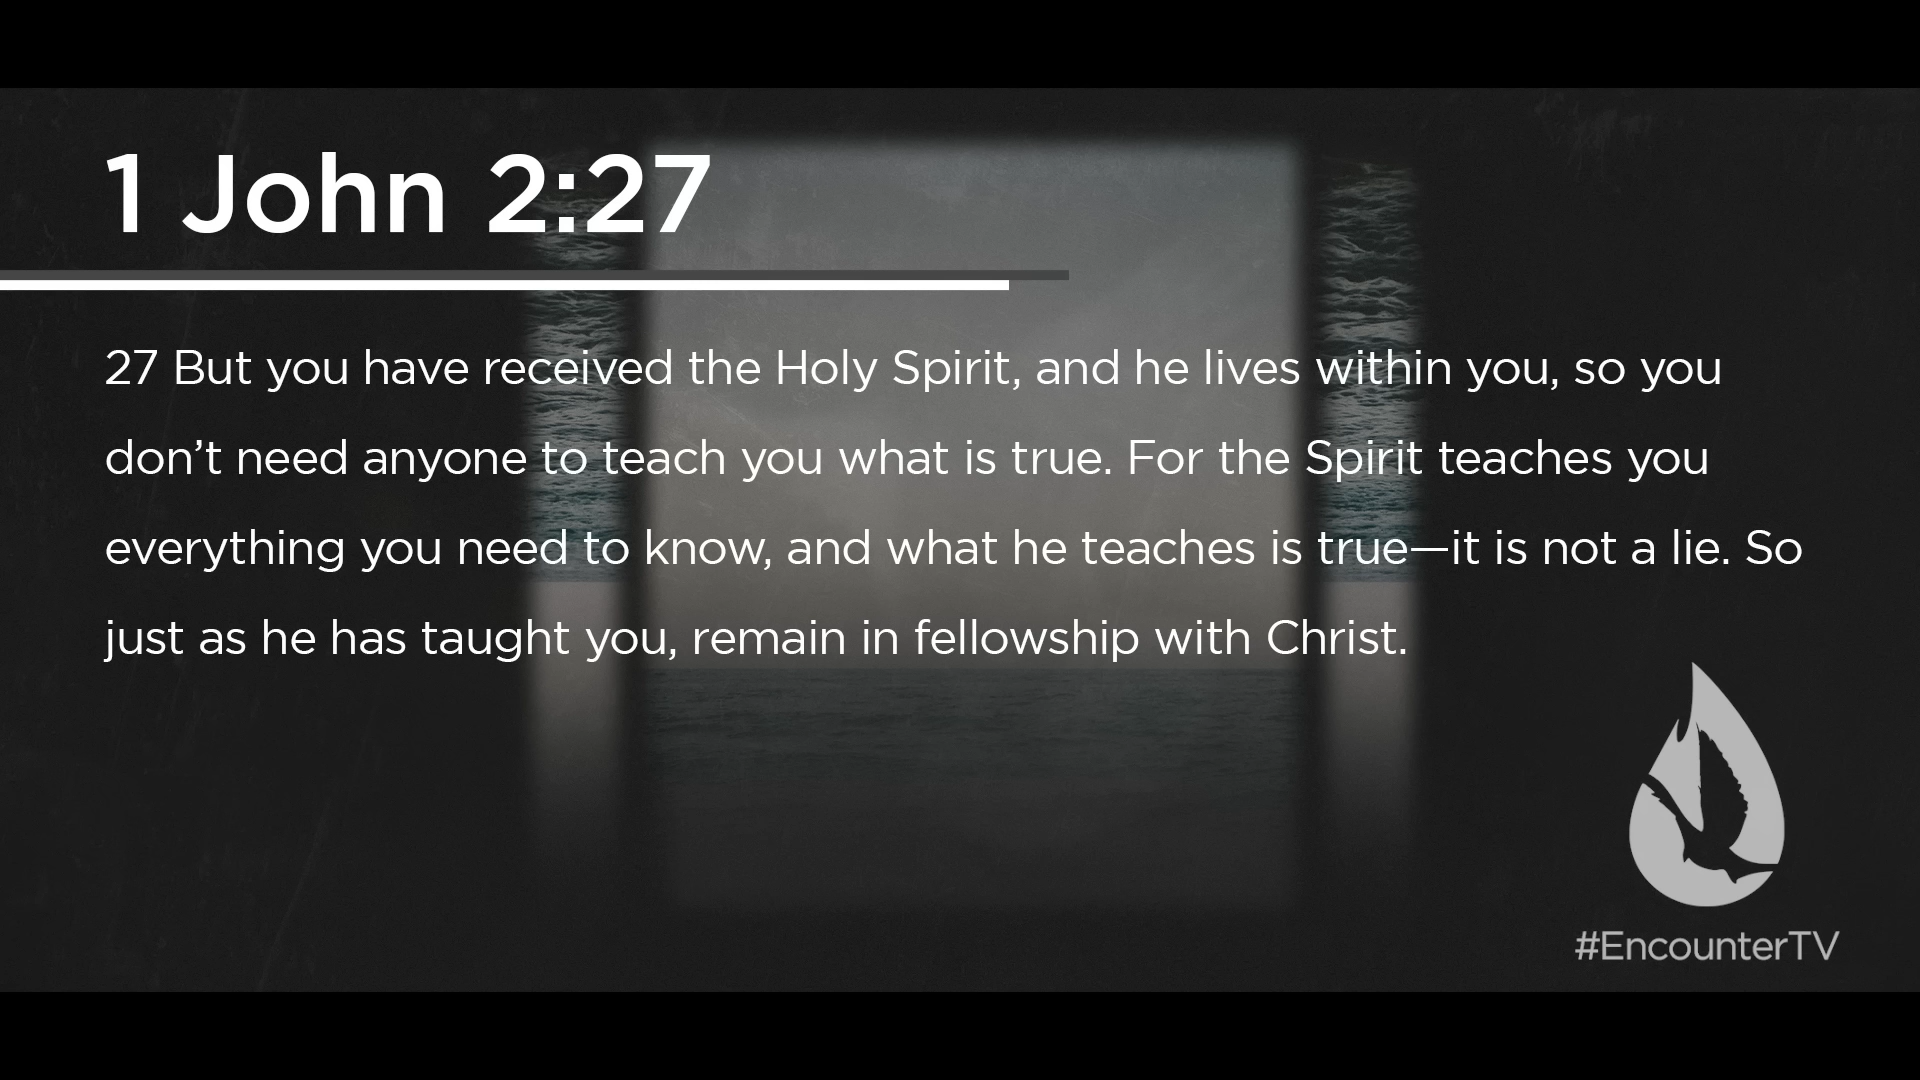 1 John 2:27
27 But you have received the Holy Spirit, and he lives within you, so you
don’t need anyone to teach you what is true. For the Spirit teaches you
everything you need to know, and what he teaches is true—it is not a lie. So
just as he has taught you, remain in fellowship with Christ.
#EncounterTV